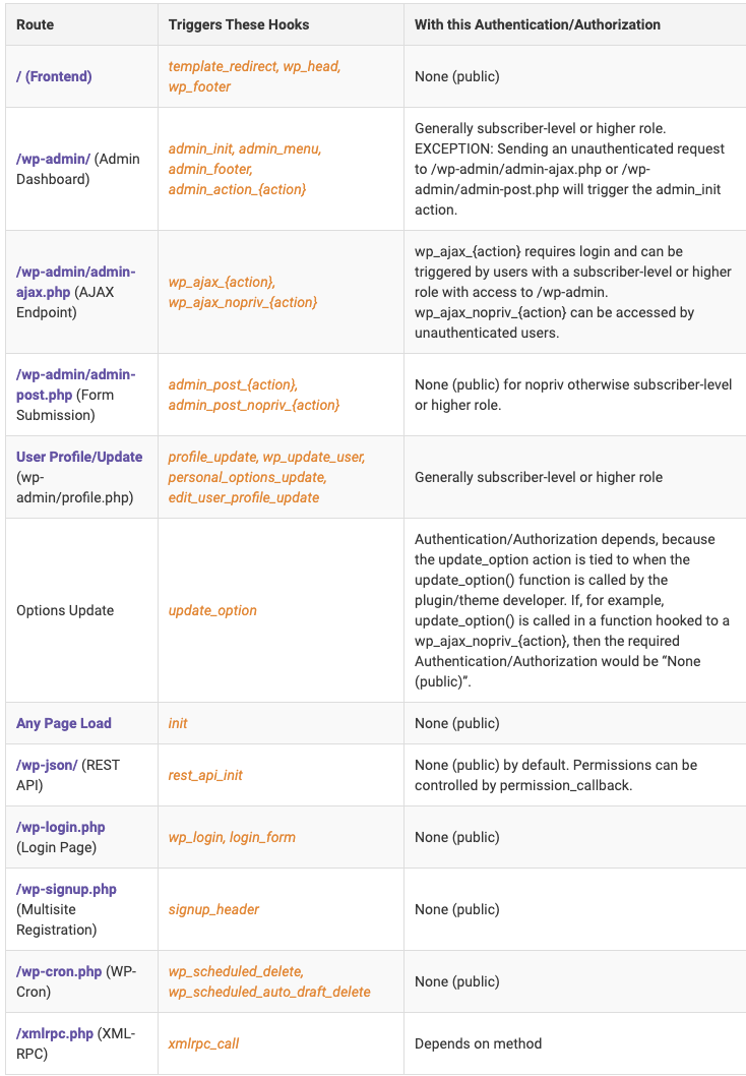 Route
Triggers These Hooks
With this Authentication/Authorization
/ (Frontend)
template_redirect, wp_head,
wp_footer
None (public)
/wp-admin/ (Admin
Dashboard)
admin_init, admin_menu,
admin_footer,
admin_action_{action}
Generally subscriber-level or higher role.
EXCEPTION: Sending an unauthenticated request
to /wp-admin/admin-ajax.php or /wp-
admin/admin-post.php will trigger the admin_init
action.
/wp-admin/admin-
ajax.php (AJAX
Endpoint)
wp_ajax_{action},
wp_ajax_nopriv_{action}
wp_ajax_{action} requires login and can be
triggered by users with a subscriber-level or higher
role with access to /wp-admin.
wp_ajax_nopriv_{action} can be accessed by
unauthenticated users.
/wp-admin/admin-
post.php (Form
Submission)
admin_post_{action},
admin_post_nopriv_{action}
None (public) for nopriv otherwise subscriber-level
or higher role.
User Profile/Update
(wp-
admin/profile.php)
profile_update, wp_update_user,
personal_options_update,
edit_user_profile_update
Generally subscriber-level or higher role
Options Update
update_option
Authentication/Authorization depends, because
the update_option action is tied to when the
update_option() function is called by the
plugin/theme developer. If, for example,
update_option() is called in a function hooked to a
wp_ajax_nopriv_{action}, then the required
Authentication/Authorization would be “None
(public)”.
Any Page Load
init
None (public)
/wp-json/ (REST
API)
rest_api_init
None (public) by default. Permissions can be
controlled by permission_callback.
/wp-login.php
(Login Page)
wp_login, login_form
None (public)
/wp-signup.php
(Multisite
Registration)
signup_header
None (public)
/wp-cron.php (WP-
Cron)
wp_scheduled_delete,
wp_scheduled_auto_draft_delete
None (public)
/xmlrpc.php (XML-
RPC)
xmlrpc_call
Depends on method